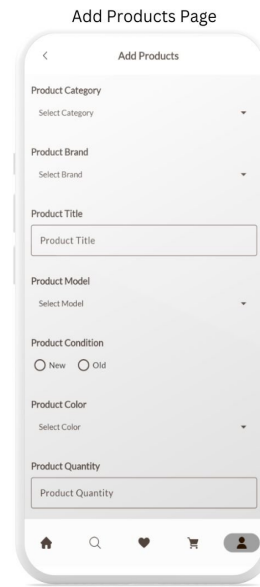 Add Products Page
Add Products
Product Category
Select Category
Product Brand
Select Brand
Product Title
Product Title
Product Model
Select Model
Product Condition
New Old
Product Color
Select Color
Product Quantity
Product Quantity